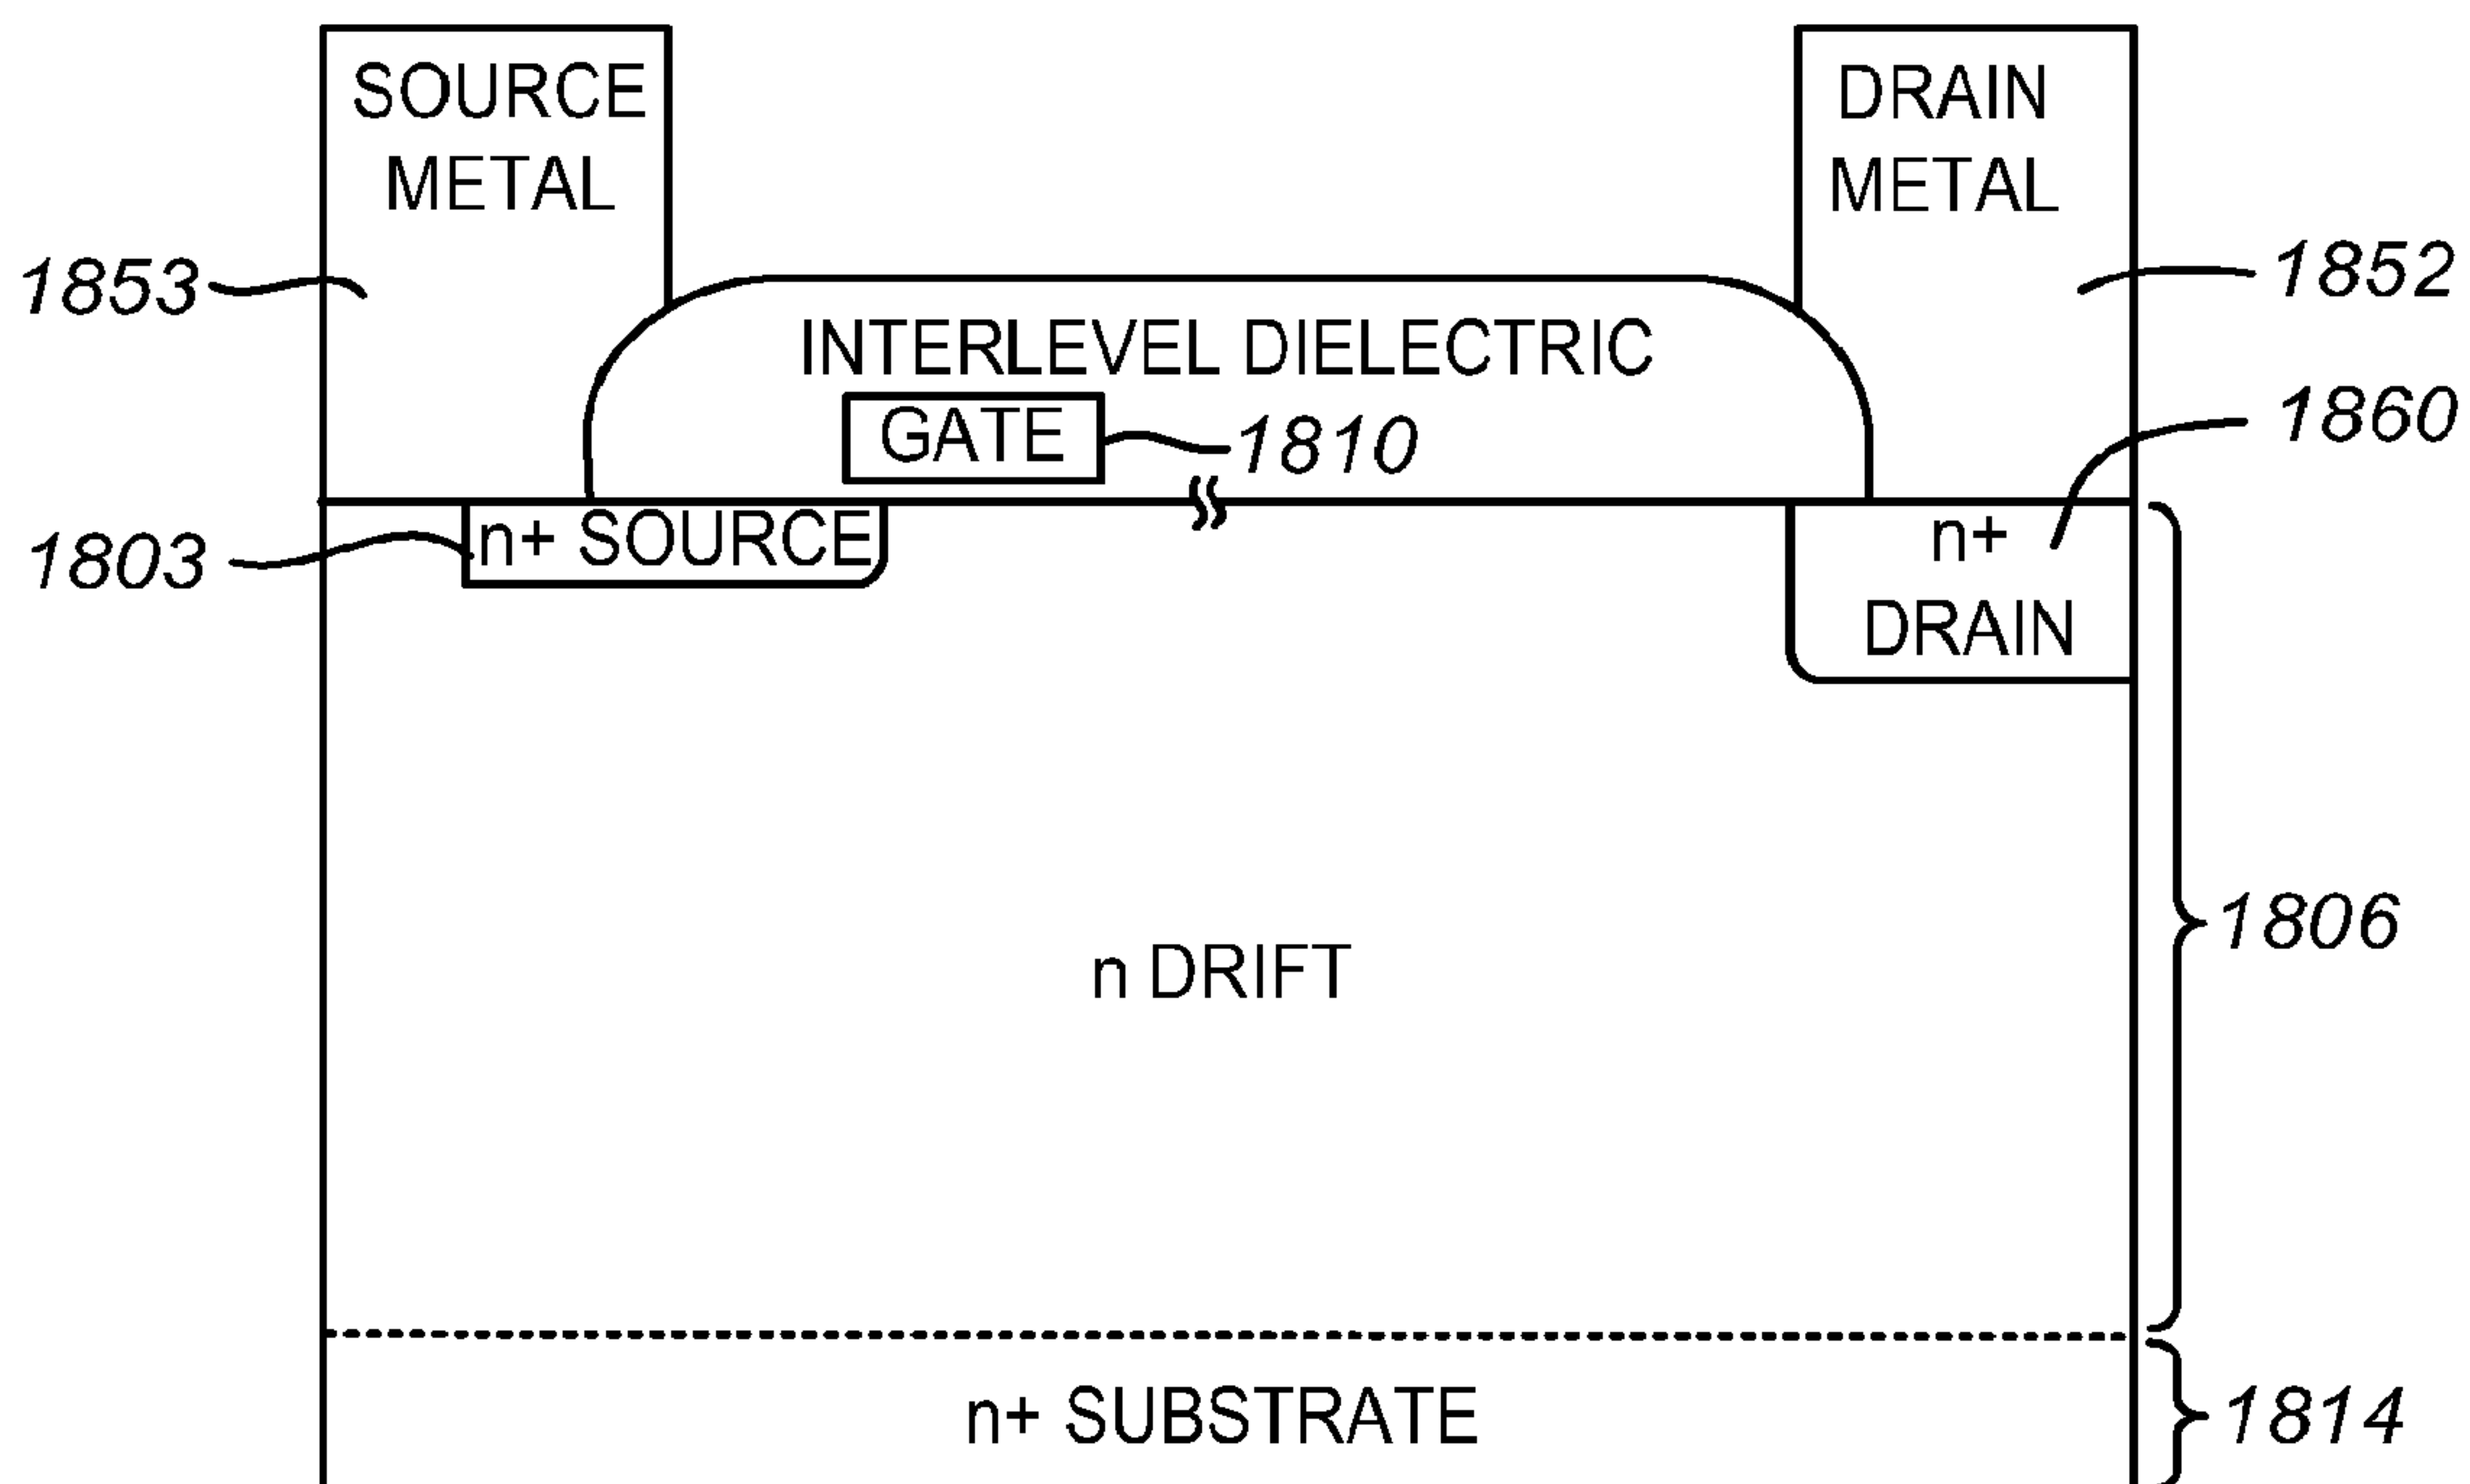 SOURCE
METAL
DRAIN
METAL
1853
1852
INTERLEVEL DIELECTRIC
GATE
1810
1860
1803
n+ SOURCE
n+
DRAIN
1806
n DRIFT
n+ SUBSTRATE
1814